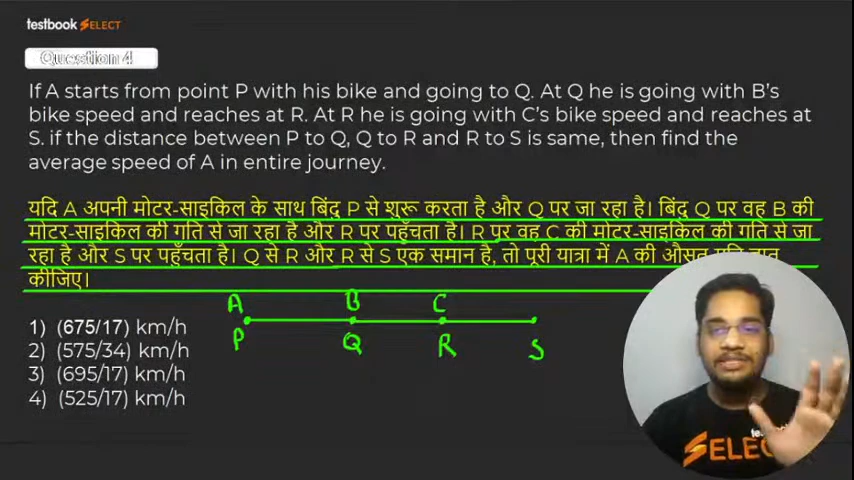 testbook SELECT
Question 4
If A starts from point P with his bike and going to Q. At Q he is going with B's
bike speed and reaches at R. At R he is going with C's bike speed and reaches at
S. if the distance between P to Q, Q to R and R to S is same, then find the
average speed of A in entire journey.
यदि A अपनी मोटर-साइकिल के साथ बिंदु P से शुरू करता है और Q पर जा रहा है। बिंदु Q पर वह B की
मोटर-साइकिल की गति से जा रहा है और R पर पहुँचता है। R पर वह C की मोटर-साइकिल की गति से जा
रहा है और S पर पहुँचता है। Q से R और R से S एक समान है, तो पूरी यात्रा में A की औसत गति ज्ञात
कीजिए।
A B C
P Q R S
1) (675/17) km/h
2) (575/34) km/h
3) (695/17) km/h
4) (525/17) km/h
SELEC